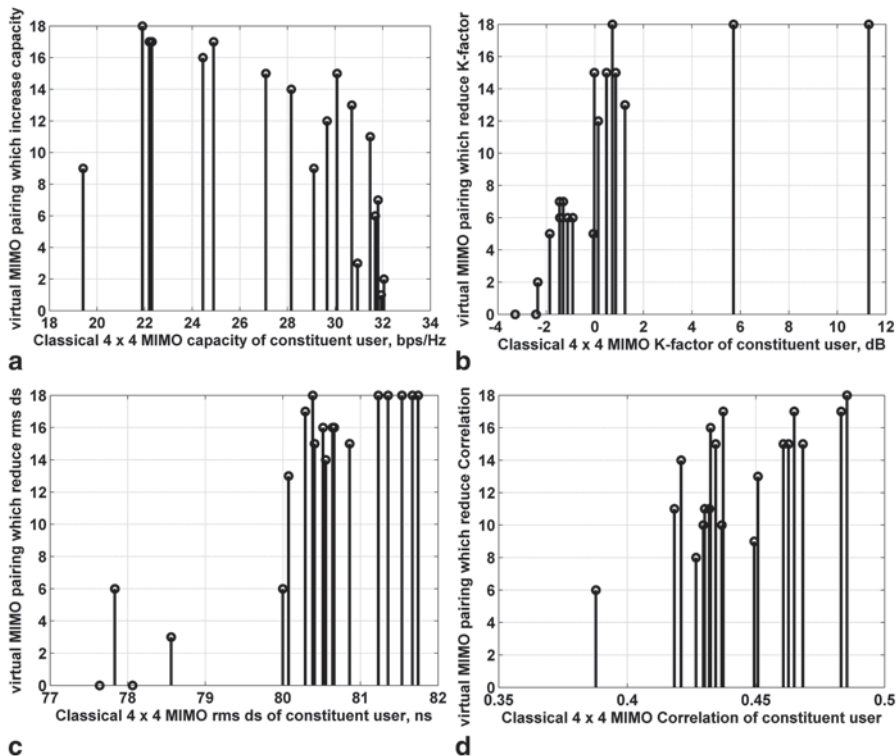 virtual MIMO pairing which increase capacity
18
16
14
12
10
8
6
4
2
0
18 20 22 24 26 28 30 32 34
Classical 4 x 4 MIMO capacity of constituent user, bps/Hz
a
virtual MIMO pairing which reduce K-factor
18
16
14
12
10
8
6
4
2
0
-4 -2 0 2 4 6 8 10 12
Classical 4 x 4 MIMO K-factor of constituent user, dB
b
virtual MIMO pairing which reduce rms ds
18
16
14
12
10
8
6
4
2
0
77 78 79 80 81 82
Classical 4 x 4 MIMO rms ds of constituent user, ns
c
virtual MIMO pairing which reduce Correlation
18
16
14
12
10
8
6
4
2
0
0.35 0.4 0.45 0.5
Classical 4 x 4 MIMO Correlation of constituent user
d